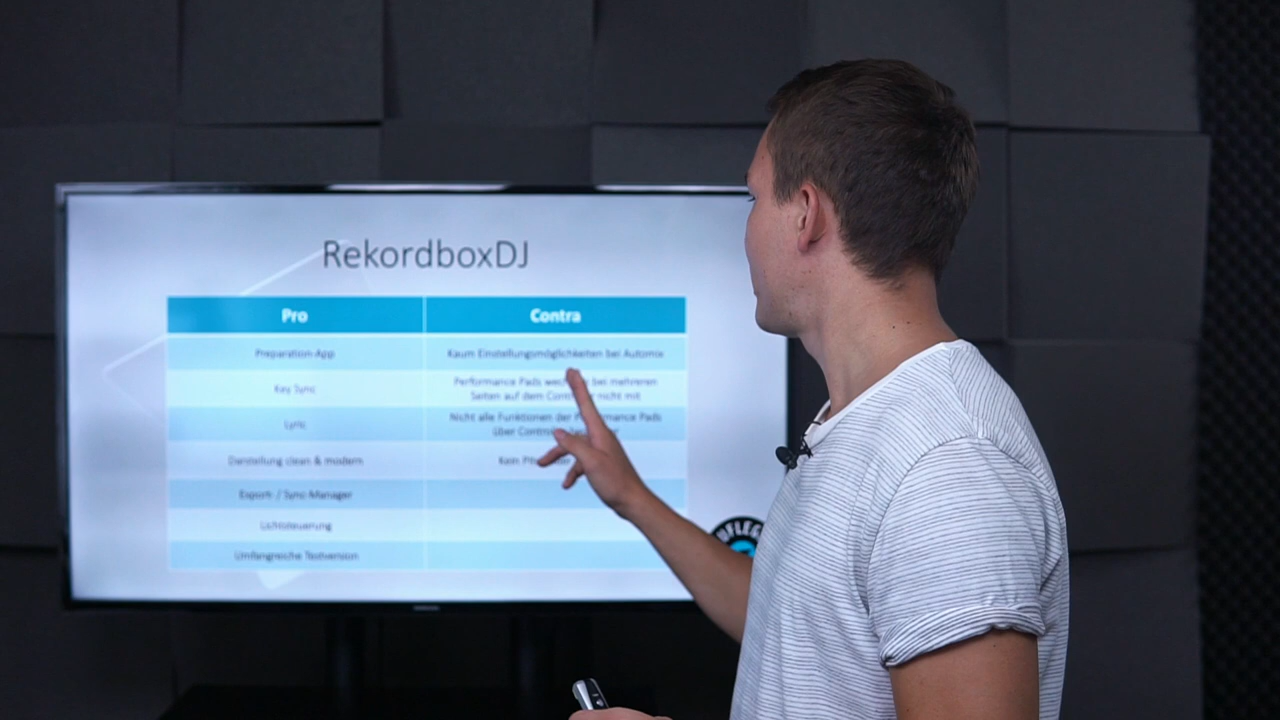 RekordboxDJ
Pro
Contra
Preparation App
Kaum Einstellungsmöglichkeiten bei Automix
Key Sync
Performance Pads bei mehreren
Seiten auf dem nicht mit
Lyric
Nicht alle Funktionen der Pads
über
Darstellung clean & modern
Kein
Export- / Sync Manager
Lichtsteuerung
Umfangreiche Testversion